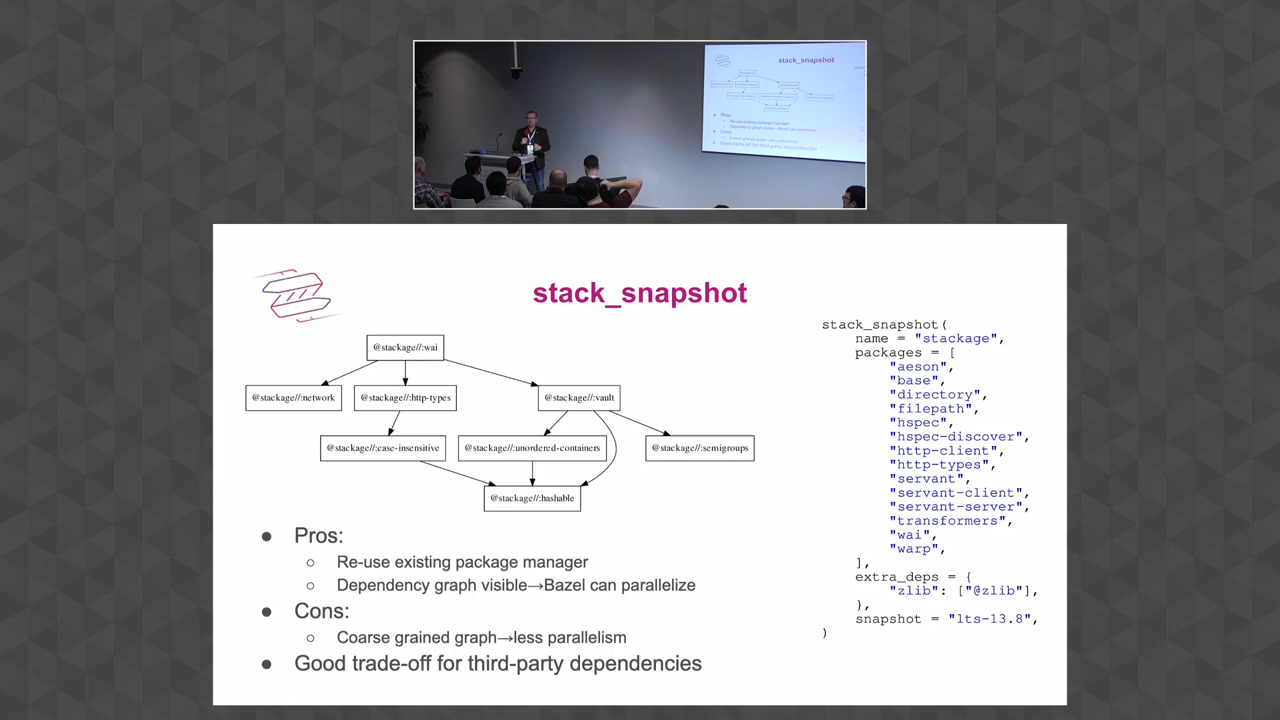 stack_snapshot
Pros:
Cons:
stack_snapshot
@stackage//:wai
@stackage//:network
@stackage//:http-types
@stackage//:vault
@stackage//:case-insensitive
@stackage//:unordered-containers
@stackage//:semigroups
@stackage//:hashable
● Pros:
○ Re-use existing package manager
○ Dependency graph visible→Bazel can parallelize
● Cons:
○ Coarse grained graph→less parallelism
● Good trade-off for third-party dependencies
stack_snapshot(
name = "stackage",
packages = [
"aeson",
"base",
"directory",
"filepath",
"hspec",
"hspec-discover",
"http-client",
"http-types",
"servant",
"servant-client",
"servant-server",
"transformers",
"wai",
"warp",
],
extra_deps = {
"zlib": ["@zlib"],
},
snapshot = "lts-13.8",
)